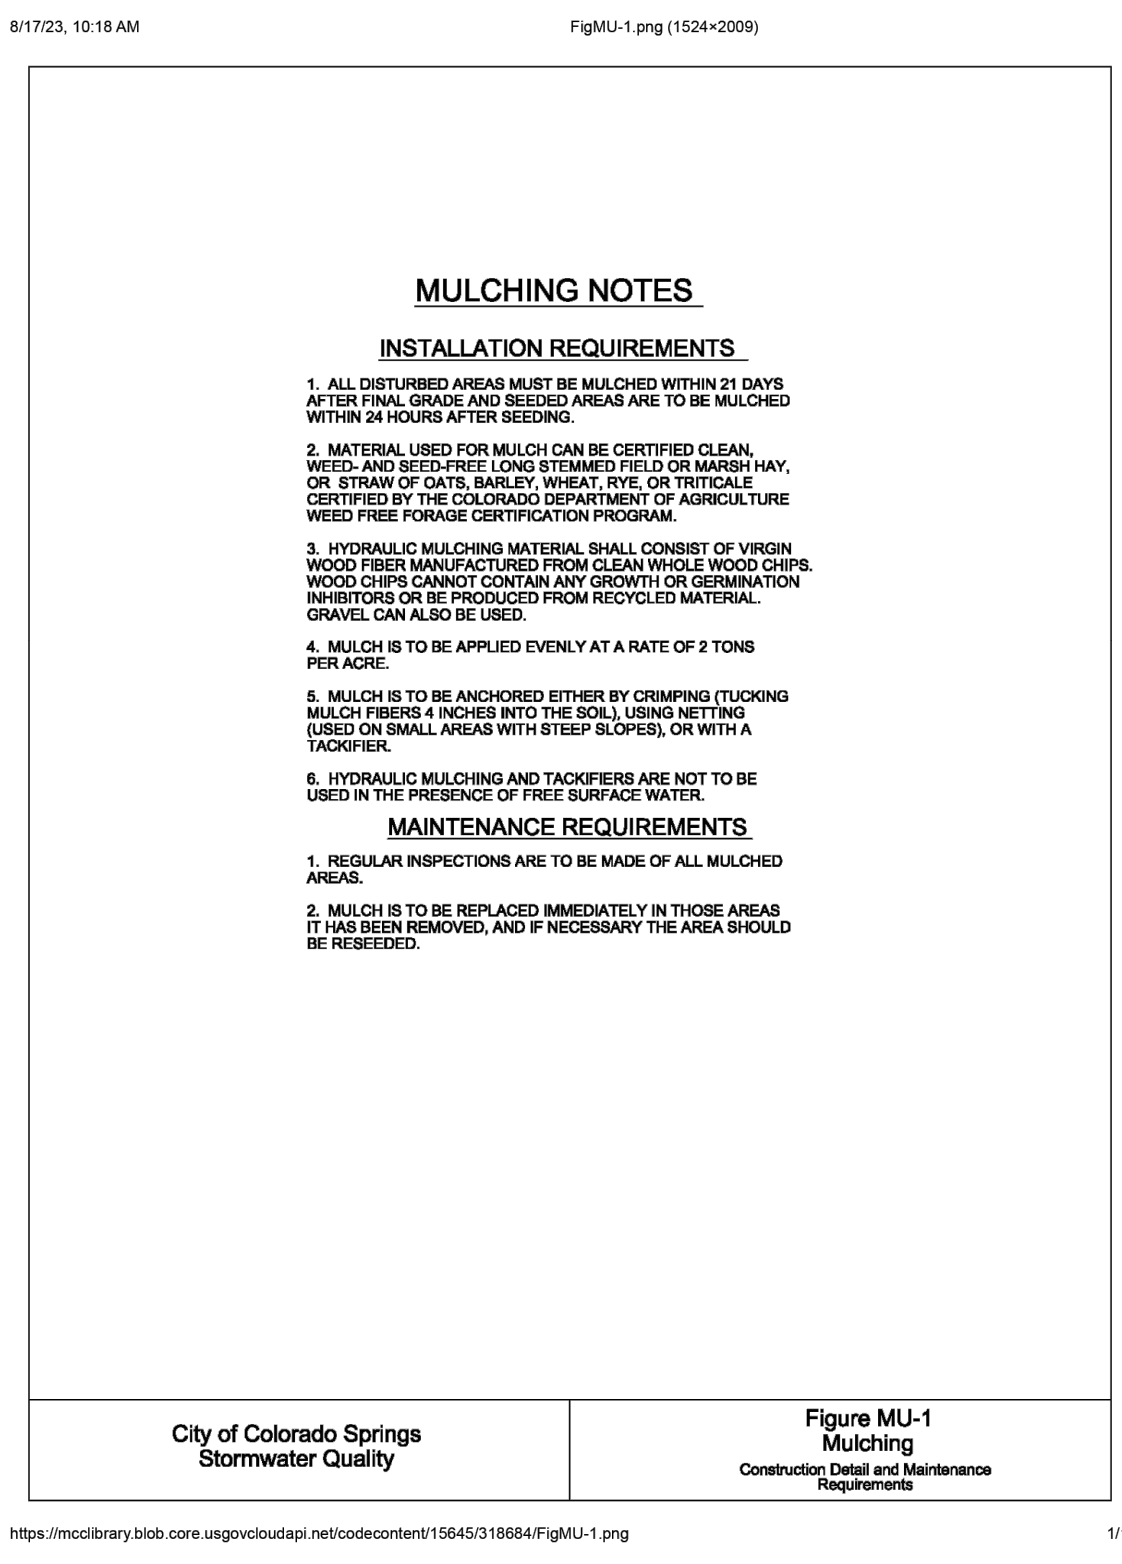 8/17/23, 10:18 AM
FigMU-1.png (1524×2009)
MULCHING NOTES
INSTALLATION REQUIREMENTS
1. ALL DISTURBED AREAS MUST BE MULCHED WITHIN 21 DAYS
AFTER FINAL GRADE AND SEEDED AREAS ARE TO BE MULCHED
WITHIN 24 HOURS AFTER SEEDING.
2. MATERIAL USED FOR MULCH CAN BE CERTIFIED CLEAN,
WEED- AND SEED-FREE LONG STEMMED FIELD OR MARSH HAY,
OR STRAW OF OATS, BARLEY, WHEAT, RYE, OR TRITICALE
CERTIFIED BY THE COLORADO DEPARTMENT OF AGRICULTURE
WEED FREE FORAGE CERTIFICATION PROGRAM.
3. HYDRAULIC MULCHING MATERIAL SHALL CONSIST OF VIRGIN
WOOD FIBER MANUFACTURED FROM CLEAN WHOLE WOOD CHIPS.
WOOD CHIPS CANNOT CONTAIN ANY GROWTH OR GERMINATION
INHIBITORS OR BE PRODUCED FROM RECYCLED MATERIAL.
GRAVEL CAN ALSO BE USED.
4. MULCH IS TO BE APPLIED EVENLY AT A RATE OF 2 TONS
PER ACRE.
5. MULCH IS TO BE ANCHORED EITHER BY CRIMPING (TUCKING
MULCH FIBERS 4 INCHES INTO THE SOIL), USING NETTING
(USED ON SMALL AREAS WITH STEEP SLOPES), OR WITH A
TACKIFIER.
6. HYDRAULIC MULCHING AND TACKIFIERS ARE NOT TO BE
USED IN THE PRESENCE OF FREE SURFACE WATER.
MAINTENANCE REQUIREMENTS
1. REGULAR INSPECTIONS ARE TO BE MADE OF ALL MULCHED
AREAS.
2. MULCH IS TO BE REPLACED IMMEDIATELY IN THOSE AREAS
IT HAS BEEN REMOVED, AND IF NECESSARY THE AREA SHOULD
BE RESEEDED.
City of Colorado Springs
Stormwater Quality
Figure MU-1
Mulching
Construction Detail and Maintenance
Requirements
https://mcclibrary.blob.core.usgovcloudapi.net/codecontent/15645/318684/FigMU-1.png
1/